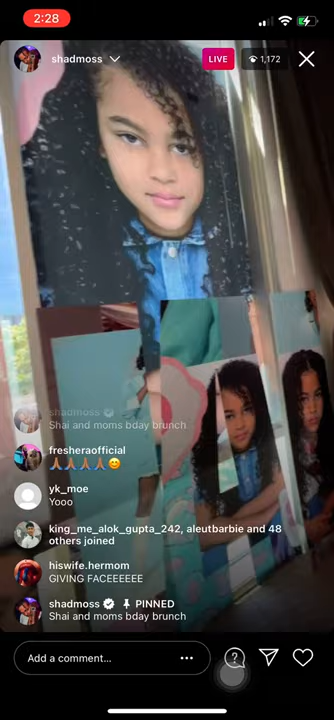 2:28
shadmoss
LIVE
1,172
shadmoss
Shai and moms bday brunch
fresheraofficial
🙏🏽🙏🏽🙏🏽🙏🏽😊
yk_moe
Yooo
king_me_alok_gupta_242, aleutbarbie and 48
others joined
hiswife.hermom
GIVING FACEEEEEE
shadmoss PINNED
Shai and moms bday brunch
Add a comment...